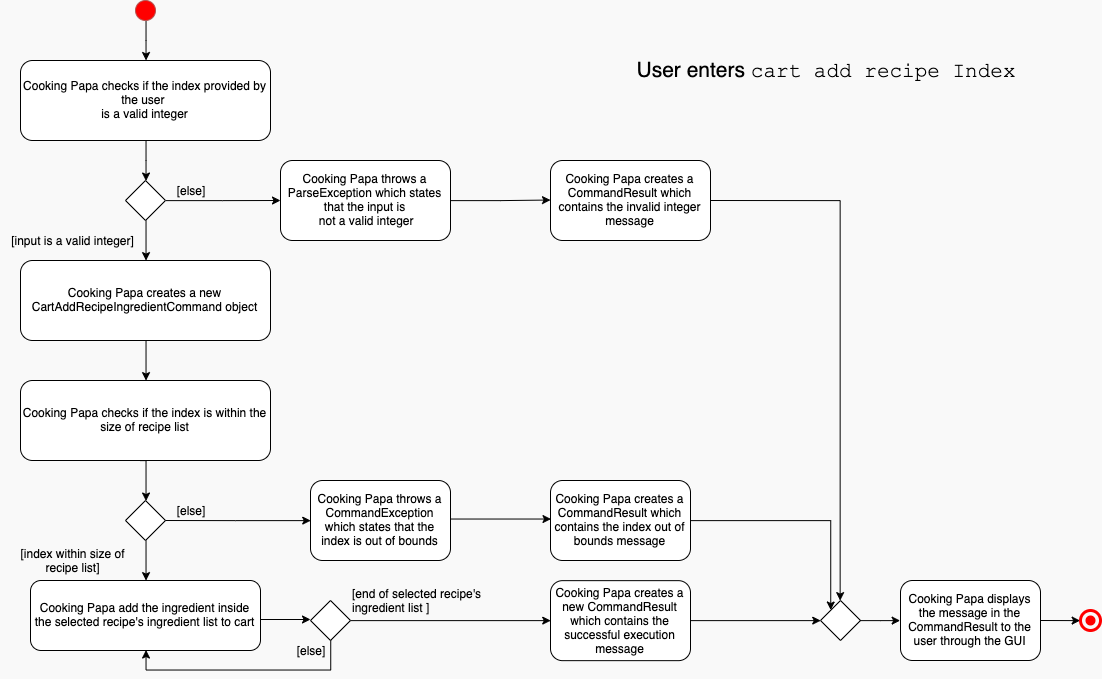 User enters cart add recipe Index
Cooking Papa checks if the index provided by
the user
is a valid integer
[else]
Cooking Papa throws a
ParseException which states
that the input is
not a valid integer
Cooking Papa creates a
CommandResult which
contains the invalid integer
message
[input is a valid integer]
Cooking Papa creates a new
CartAddRecipeIngredientCommand object
Cooking Papa checks if the index is within the
size of recipe list
[else]
Cooking Papa throws a
CommandException
which states that the
index is out of bounds
Cooking Papa creates a
CommandResult which
contains the index out of
bounds message
[index within size of
recipe list]
Cooking Papa add the ingredient inside
the selected recipe's ingredient list to cart
[end of selected recipe's
ingredient list ]
[else]
Cooking Papa creates a
new CommandResult
which contains the
successful execution
message
Cooking Papa displays
the message in the
CommandResult to the
user through the GUI